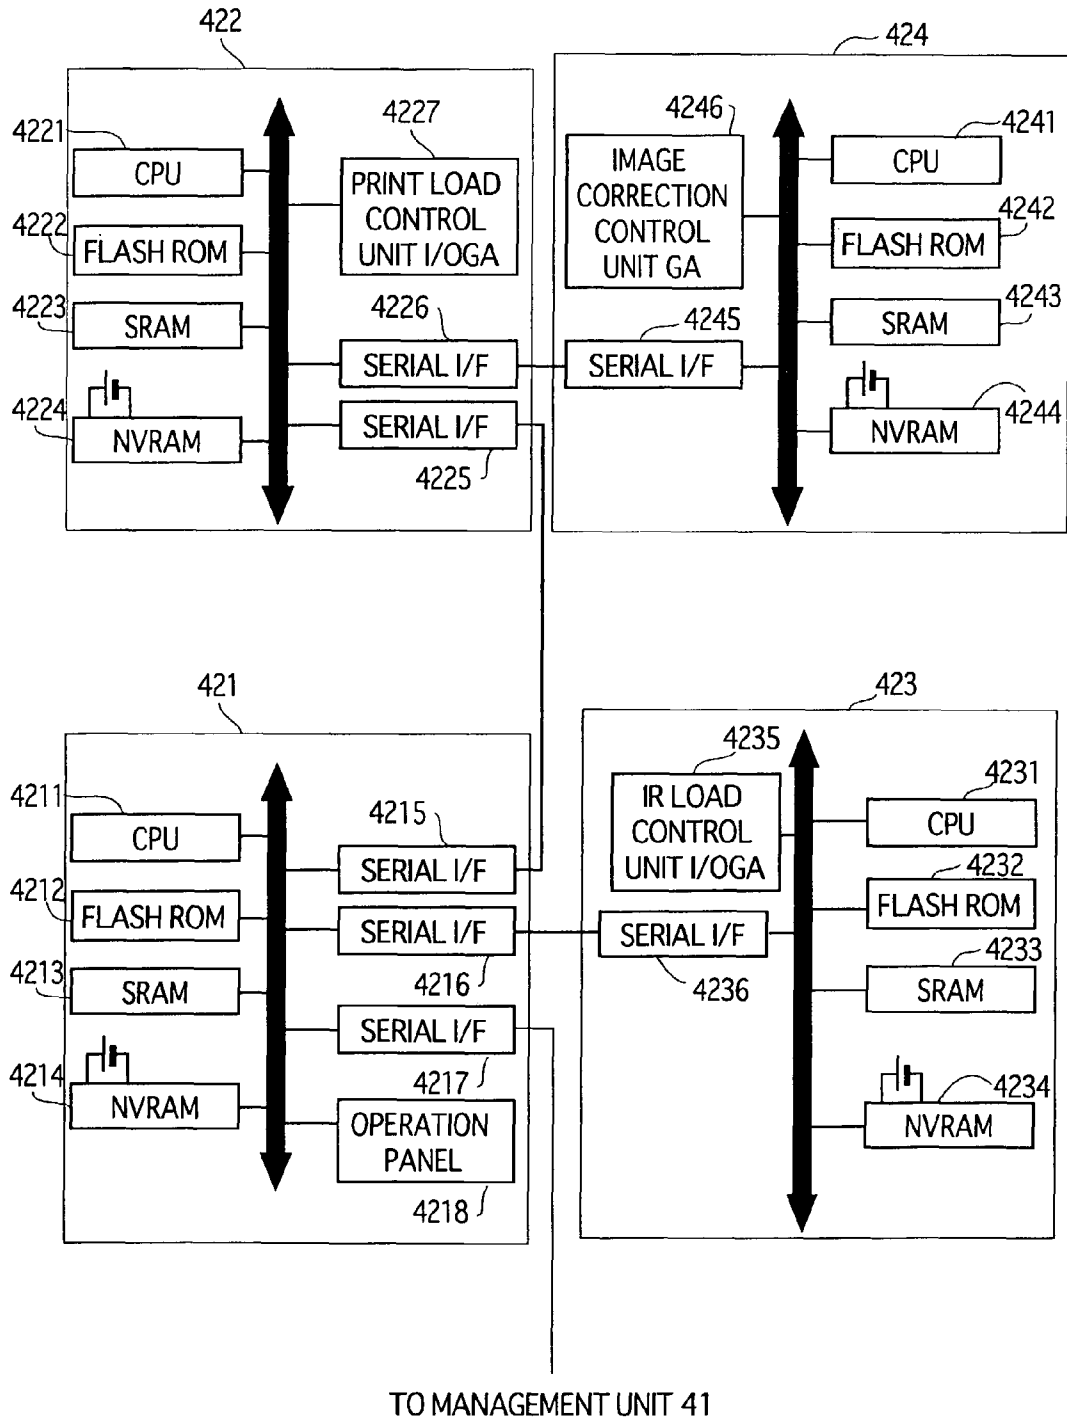 422
4221
CPU
4222
FLASH ROM
4223
SRAM
4224
NVRAM
4227
PRINT LOAD
CONTROL
UNIT I/OGA
4226
SERIAL I/F
SERIAL I/F
4225
424
4246
IMAGE
CORRECTION
CONTROL
UNIT GA
4245
SERIAL I/F
4241
CPU
4242
FLASH ROM
4243
SRAM
4244
NVRAM
421
4211
CPU
4212
FLASH ROM
4213
SRAM
4214
NVRAM
4215
SERIAL I/F
SERIAL I/F
4216
SERIAL I/F
4217
OPERATION
PANEL
4218
423
4235
IR LOAD
CONTROL
UNIT I/OGA
SERIAL I/F
4236
4231
CPU
4232
FLASH ROM
4233
SRAM
4234
NVRAM
TO MANAGEMENT UNIT 41